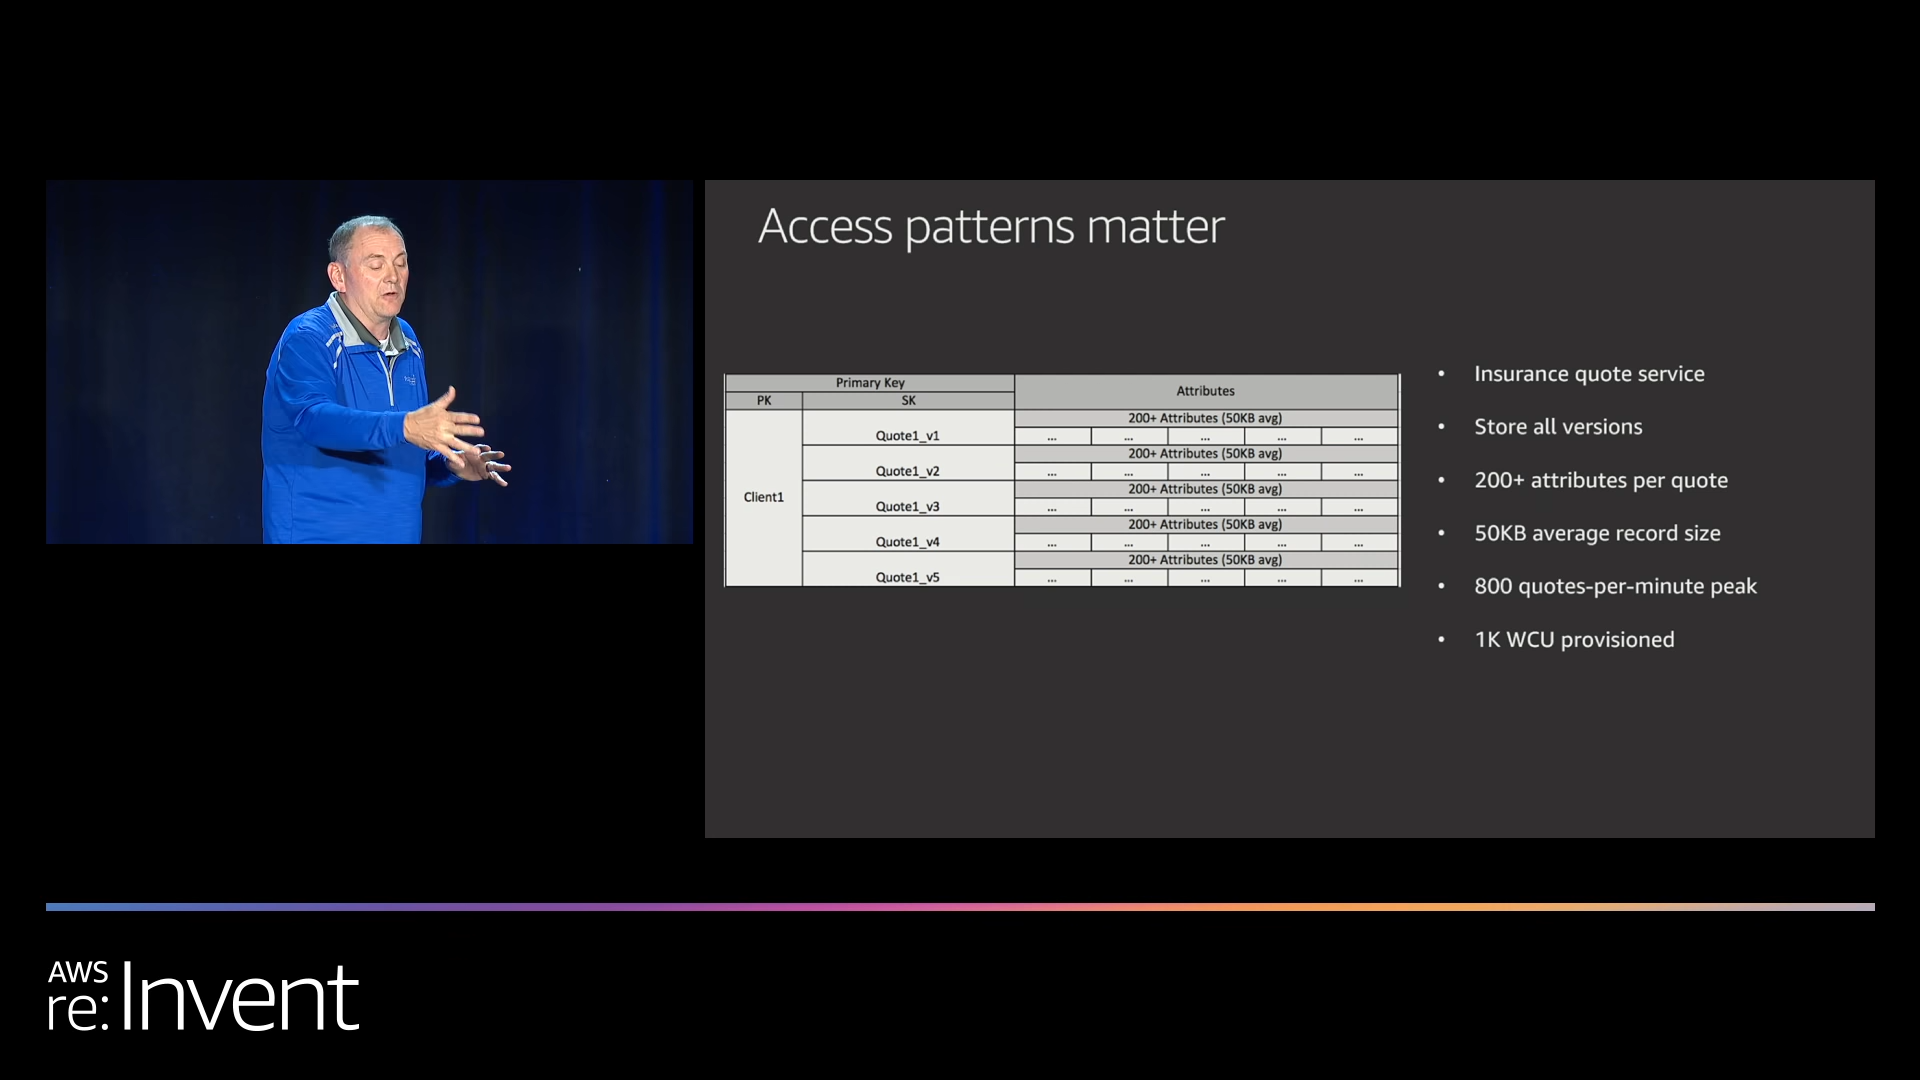 Access patterns matter
Primary Key
Attributes
PK
SK
Client1
Quote1_v1
200+ Attributes (50KB avg)
... ... ... ... ...
Quote1_v2
200+ Attributes (50KB avg)
... ... ... ... ...
Quote1_v3
200+ Attributes (50KB avg)
... ... ... ... ...
Quote1_v4
200+ Attributes (50KB avg)
... ... ... ... ...
Quote1_v5
200+ Attributes (50KB avg)
... ... ... ... ...
• Insurance quote service
• Store all versions
• 200+ attributes per quote
• 50KB average record size
• 800 quotes-per-minute peak
• 1K WCU provisioned
AWS
re:Invent